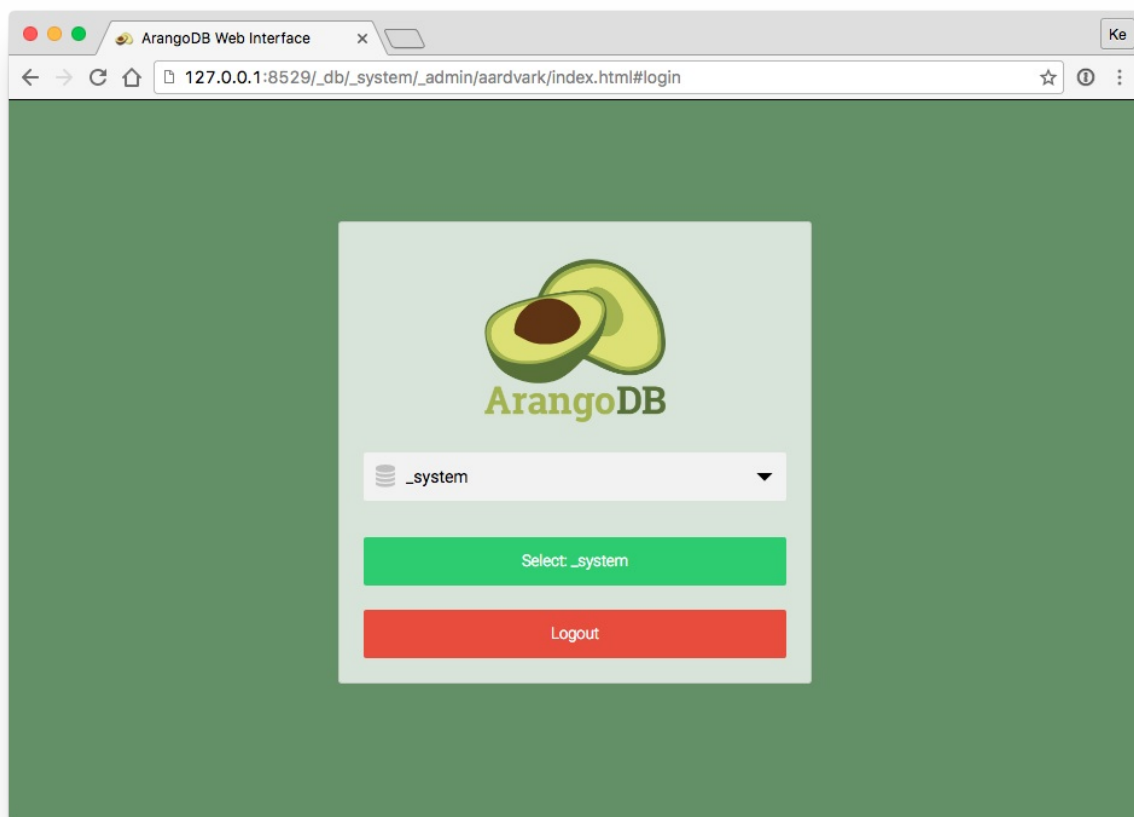 ArangoDB Web Interface
Ke
127.0.0.1:8529/_db/_system/_admin/aardvark/index.html#login
ArangoDB
_system
Select: _system
Logout